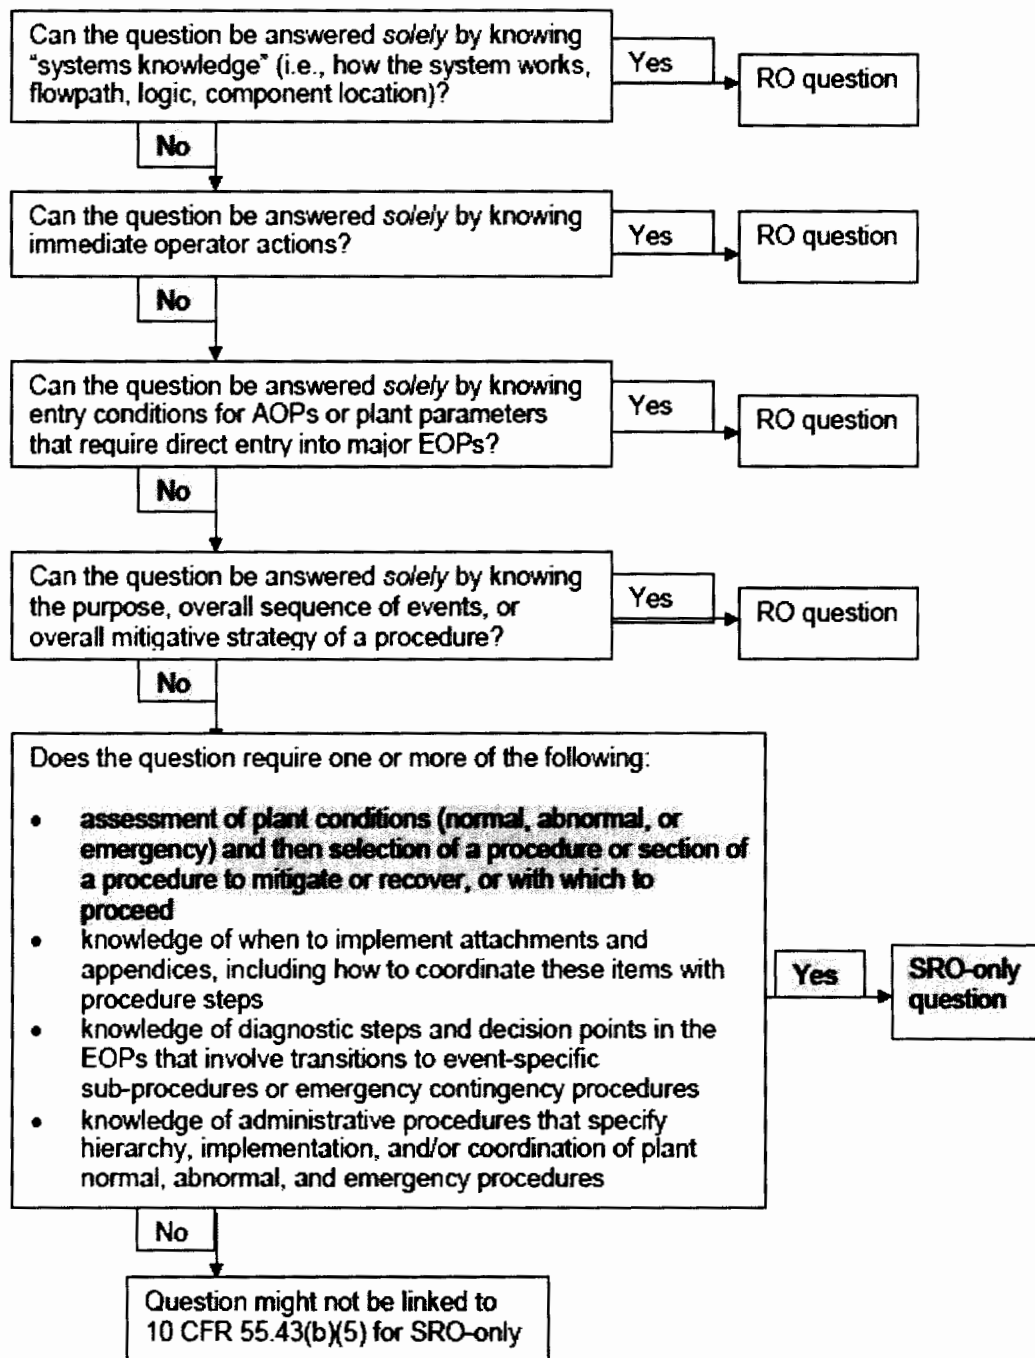 Can the question be answered solely by knowing
"systems knowledge" (i.e., how the system works,
flowpath, logic, component location)?
Yes
RO question
No
Can the question be answered solely by knowing
immediate operator actions?
Yes
RO question
No
Can the question be answered solely by knowing
entry conditions for AOPs or plant parameters
that require direct entry into major EOPs?
Yes
RO question
No
Can the question be answered solely by knowing
the purpose, overall sequence of events, or
overall mitigative strategy of a procedure?
Yes
RO question
No
Does the question require one or more of the following:
• assessment of plant conditions (normal, abnormal, or
emergency) and then selection of a procedure or section of
a procedure to mitigate or recover, or with which to
proceed
• knowledge of when to implement attachments and
appendices, including how to coordinate these items with
procedure steps
• knowledge of diagnostic steps and decision points in the
EOPs that involve transitions to event-specific
sub-procedures or emergency contingency procedures
• knowledge of administrative procedures that specify
hierarchy, implementation, and/or coordination of plant
normal, abnormal, and emergency procedures
Yes
SRO-only
question
No
Question might not be linked to
10 CFR 55.43(b)(5) for SRO-only